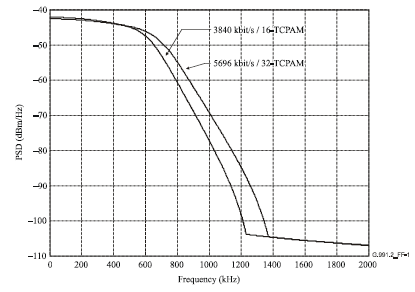 –40
–50
–60
–70
–80
–90
–100
–110
PSD (dBm/Hz)
3840 kbit/s / 16-TCPAM
5696 kbit/s / 32-TCPAM
0 200 400 600 800 1000 1200 1400 1600 1800 2000
Frequency (kHz)
G.991.2_FF-1